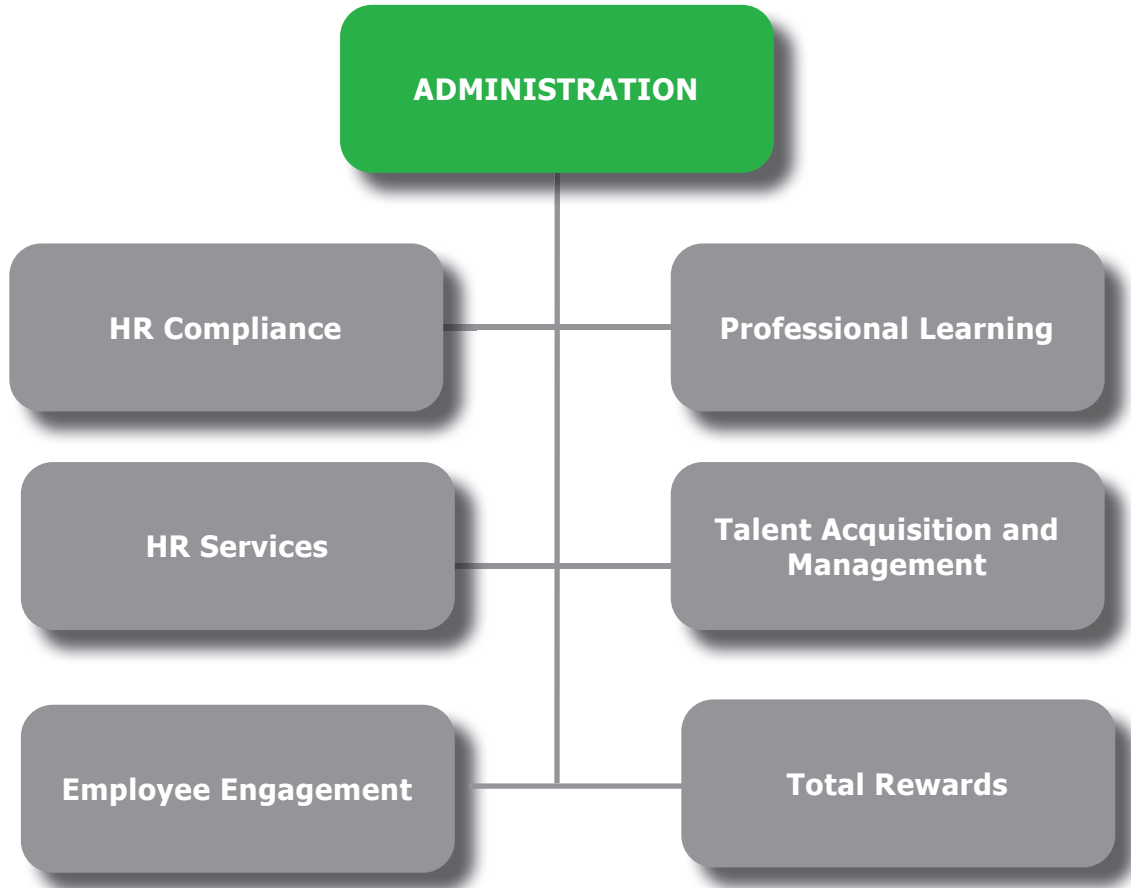 ADMINISTRATION
HR Compliance
Professional Learning
HR Services
Talent Acquisition and
Management
Employee Engagement
Total Rewards